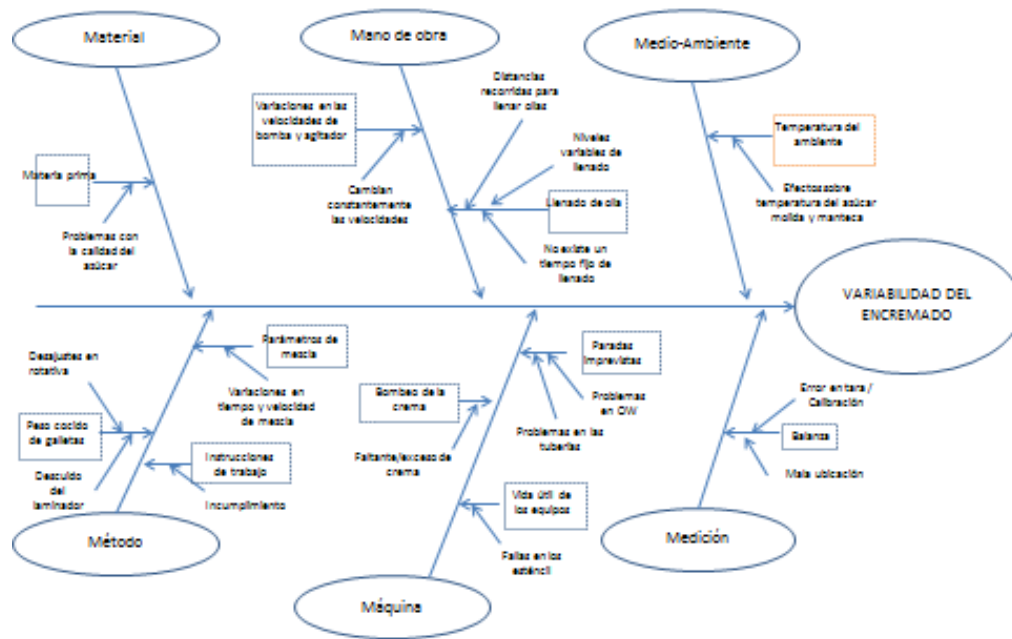 Material
Mano de obra
Medio-Ambiente
Variaciones en las
velocidades de
bomba y agitador
Distancias
recorridas para
llenar ollas
Niveles
variables de
llenado
Temperatura del
ambiente
Materia prima
Cambian
constantemente
las velocidades
Llenado de olla
Efectos sobre
temperatura del azúcar
molida y manteca
Problemas con
la calidad del
azúcar
No existe un
tiempo fijo de
llenado
VARIABILIDAD DEL
ENCREMADO
Desajustes en
rotativa
Parámetros de
mezcla
Variaciones en
tiempo y velocidad
de mezcla
Peso cocido
de galletas
Descuido
del
laminador
Instrucciones
de trabajo
Incumplimiento
Método
Bombeo de la
crema
Faltante/exceso de
crema
Paradas
imprevistas
Problemas
en OW
Problemas en las
tuberías
Vida útil de
los equipos
Fallas en los
esténcil
Máquina
Error en tara /
Calibración
Balanza
Mala ubicación
Medición